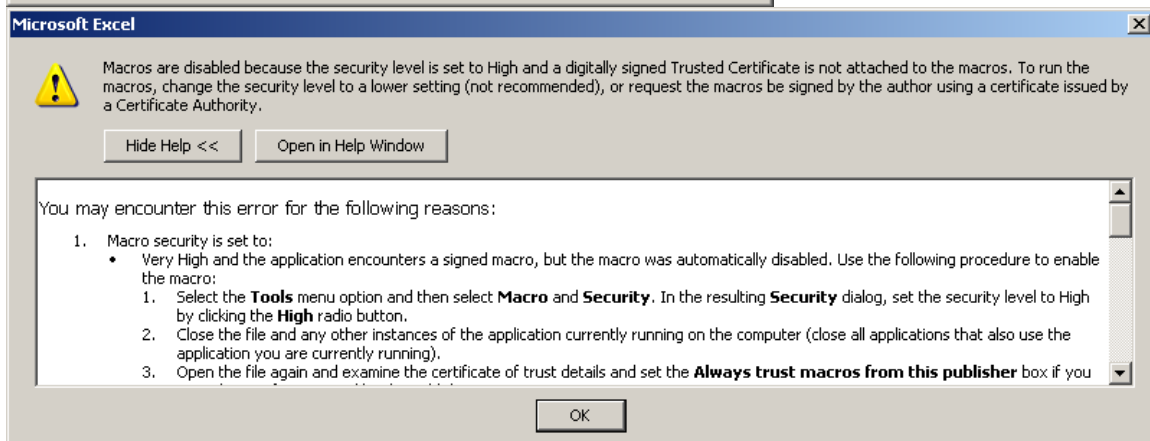 Microsoft Excel
Macros are disabled because the security level is set to High and a digitally signed Trusted Certificate is not attached to the macros. To run the
macros, change the security level to a lower setting (not recommended), or request the macros be signed by the author using a certificate issued by
a Certificate Authority.
Hide Help <<
Open in Help Window
You may encounter this error for the following reasons:
1. Macro security is set to:
• Very High and the application encounters a signed macro, but the macro was automatically disabled. Use the following procedure to enable
the macro:
1. Select the Tools menu option and then select Macro and Security. In the resulting Security dialog, set the security level to High
by clicking the High radio button.
2. Close the file and any other instances of the application currently running on the computer (close all applications that also use the
application you are currently running).
3. Open the file again and examine the certificate of trust details and set the Always trust macros from this publisher box if you
OK